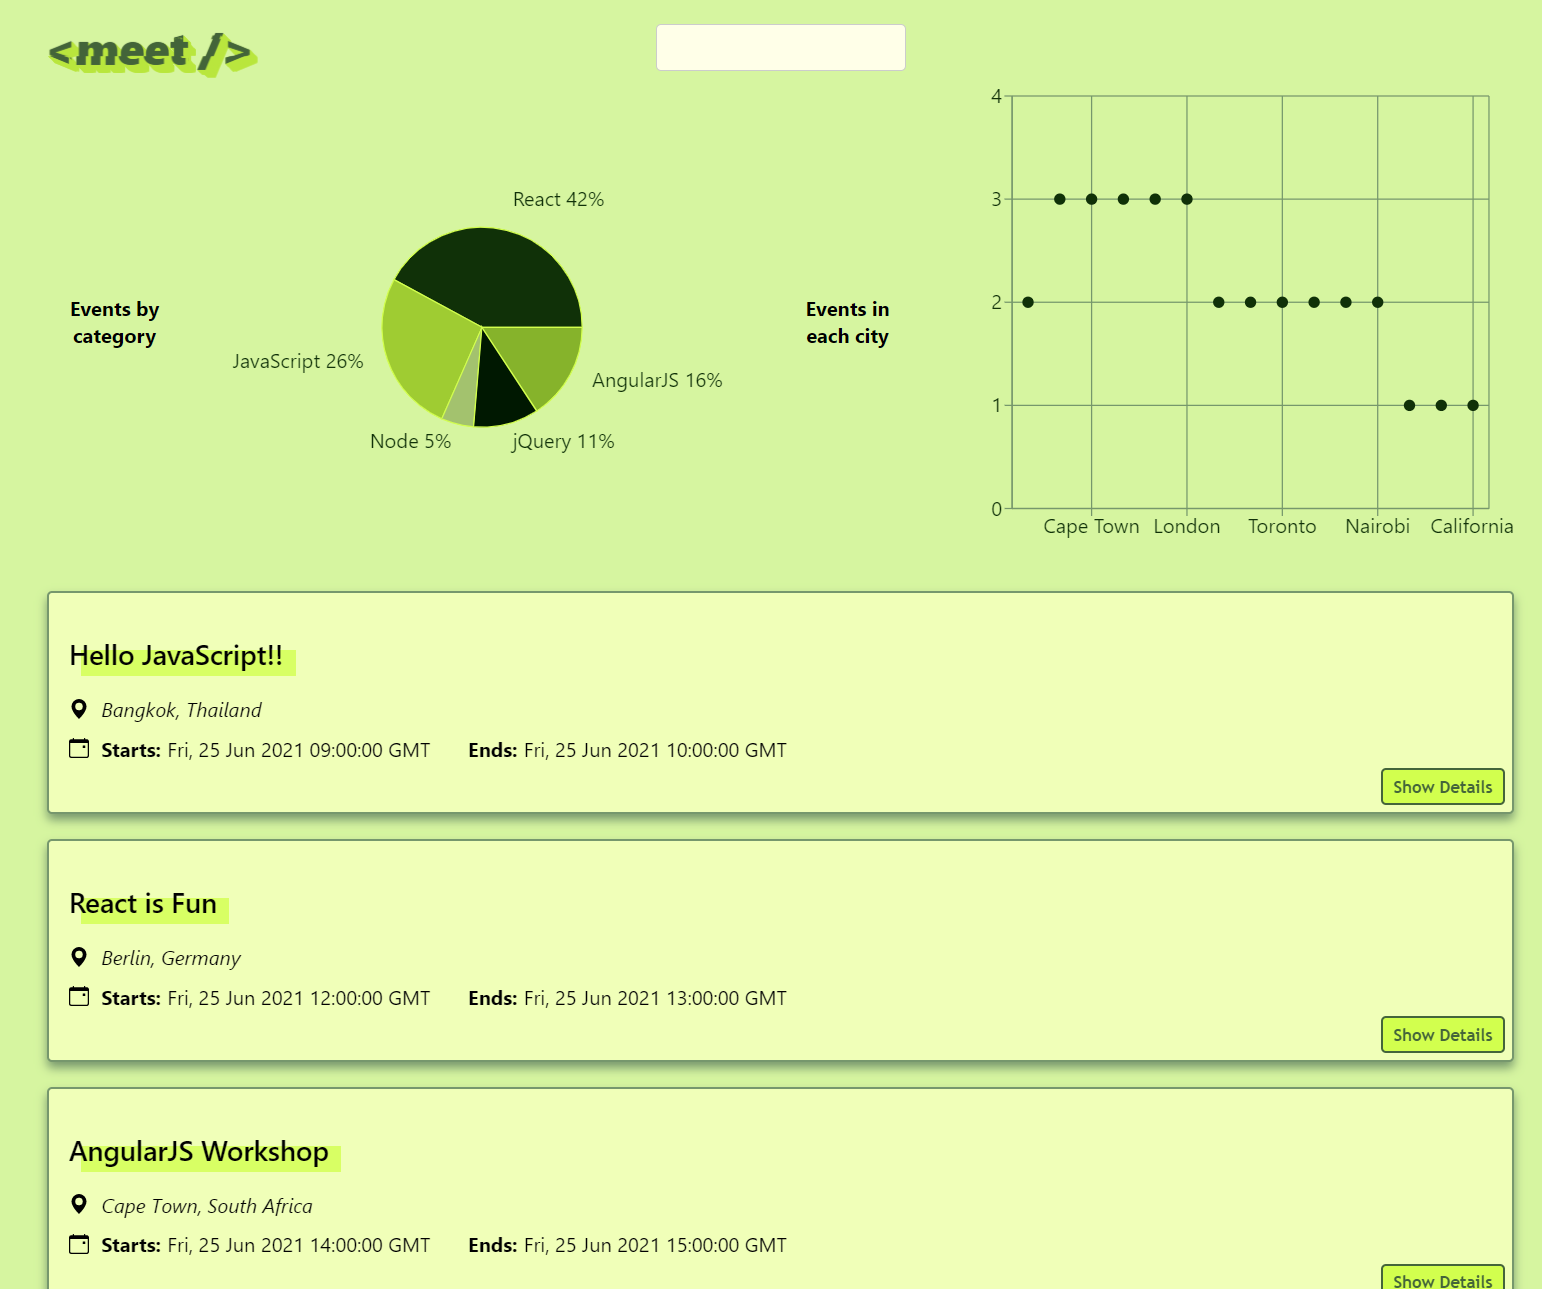 <meet />
React 42%
Events by
category
JavaScript 26%
AngularJS 16%
Node 5%
jQuery 11%
Events in
each city
4
3
2
1
0
Cape Town London Toronto Nairobi California
Hello JavaScript!!
Bangkok, Thailand
Starts: Fri, 25 Jun 2021 09:00:00 GMT Ends: Fri, 25 Jun 2021 10:00:00 GMT
Show Details
React is Fun
Berlin, Germany
Starts: Fri, 25 Jun 2021 12:00:00 GMT Ends: Fri, 25 Jun 2021 13:00:00 GMT
Show Details
AngularJS Workshop
Cape Town, South Africa
Starts: Fri, 25 Jun 2021 14:00:00 GMT Ends: Fri, 25 Jun 2021 15:00:00 GMT
Show Details